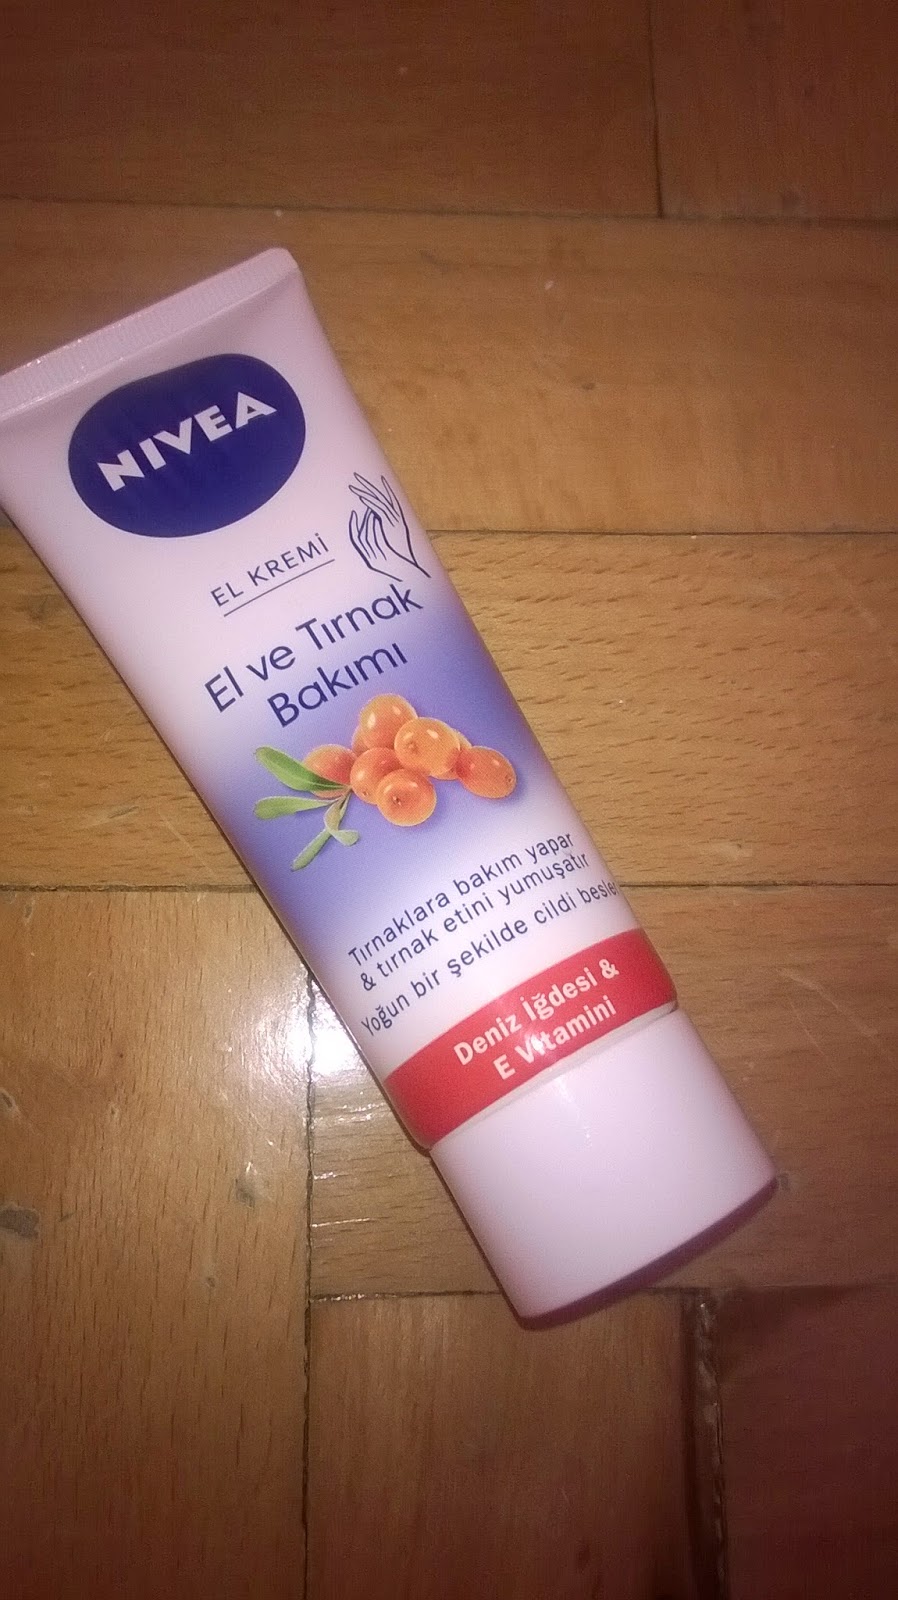 NIVEA
EL KREMİ
El ve Tırnak
Bakımı
Tırnaklara bakım yapar
& tırnak etini yumuşatır
Yoğun bir şekilde cildi besler
Deniz İğdesi &
E Vitamini